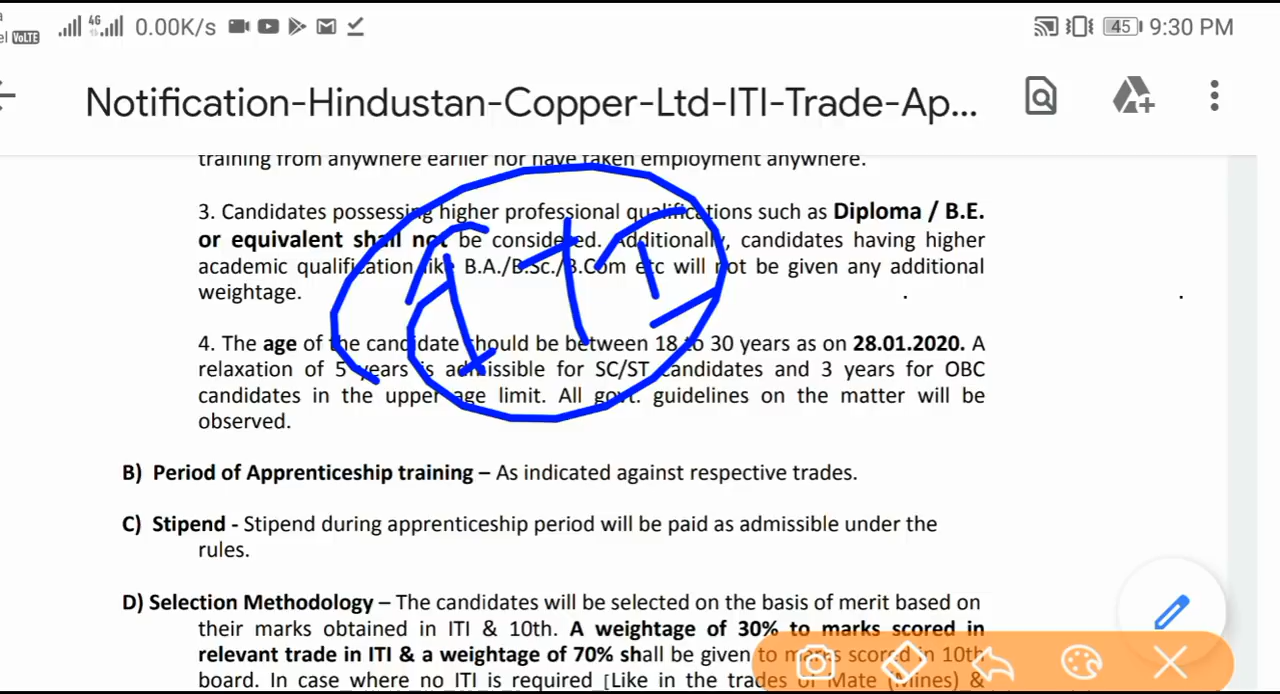 4G 0.00K/s 45 9:30 PM
VoLTE
Notification-Hindustan-Copper-Ltd-ITI-Trade-Ap...
training from anywhere earlier nor have taken employment anywhere.
3. Candidates possessing higher professional qualifications such as Diploma / B.E.
or equivalent shall not be considered. Additionally, candidates having higher
academic qualification like B.A./B.Sc./B.Com etc will not be given any additional
weightage.
ITI
4. The age of the candidate should be between 18 to 30 years as on 28.01.2020. A
relaxation of 5 years is admissible for SC/ST candidates and 3 years for OBC
candidates in the upper age limit. All govt. guidelines on the matter will be
observed.
B) Period of Apprenticeship training – As indicated against respective trades.
C) Stipend - Stipend during apprenticeship period will be paid as admissible under the
rules.
D) Selection Methodology – The candidates will be selected on the basis of merit based on
their marks obtained in ITI & 10th. A weightage of 30% to marks scored in
relevant trade in ITI & a weightage of 70% shall be given to marks scored in 10th
board. In case where no ITI is required [Like in the trades of Mate (Mines) &